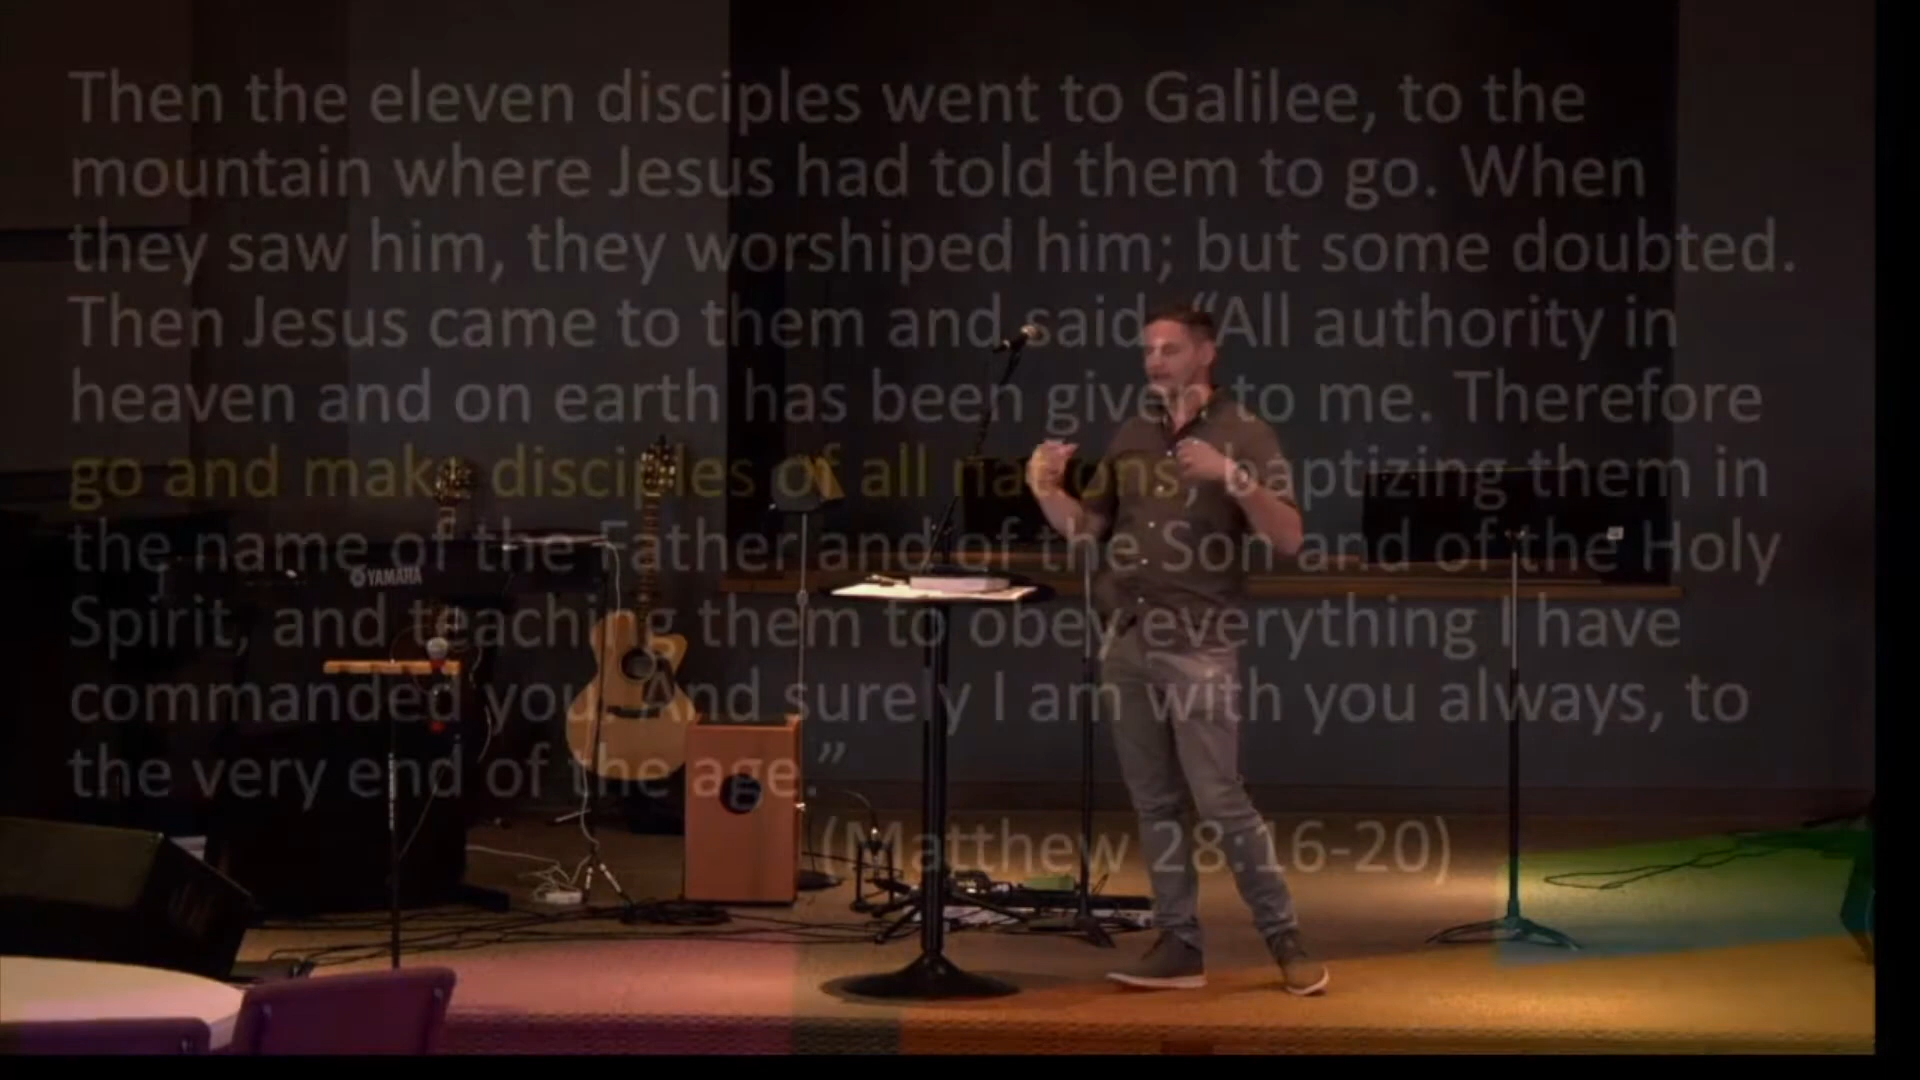 Then the eleven disciples went to Galilee, to the
mountain where Jesus had told them to go. When
they saw him, they worshiped him; but some doubted.
Then Jesus came to them and said, “All authority in
heaven and on earth has been given to me. Therefore
go and make disciples of all nations, baptizing them in
the name of the Father and of the Son and of the Holy
Spirit, and teaching them to obey everything I have
commanded you. And surely I am with you always, to
the very end of the age.”
(Matthew 28:16-20)
YAMAHA